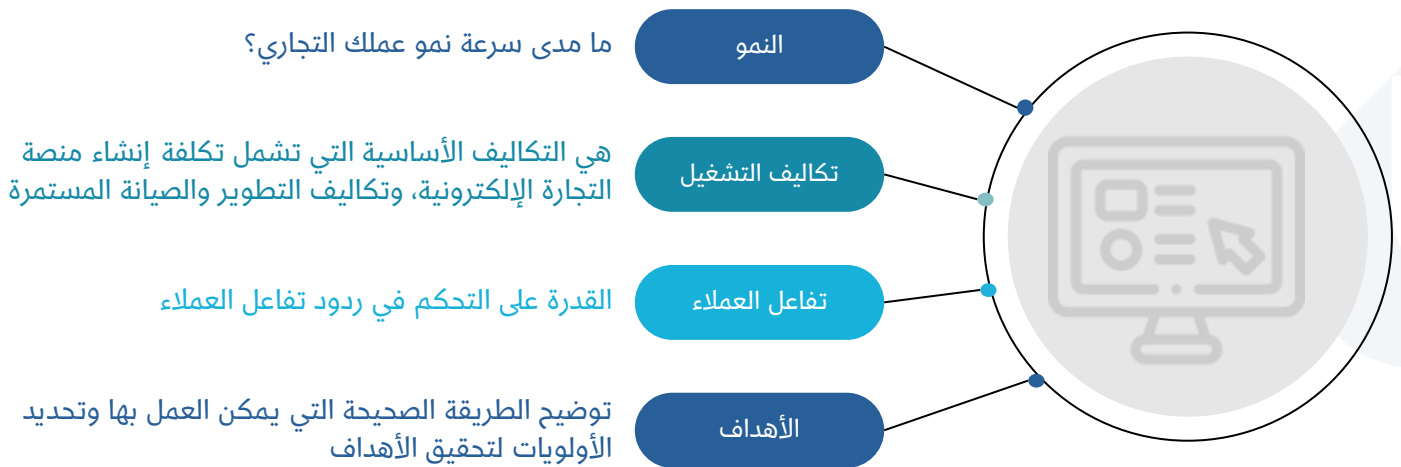 النمو
ما مدى سرعة نمو عملك التجاري؟
تكاليف التشغيل
هي التكاليف الأساسية التي تشمل تكلفة إنشاء منصة
التجارة الإلكترونية، وتكاليف التطوير والصيانة المستمرة
تفاعل العملاء
القدرة على التحكم في ردود تفاعل العملاء
الأهداف
توضيح الطريقة الصحيحة التي يمكن العمل بها وتحديد
الأولويات لتحقيق الأهداف